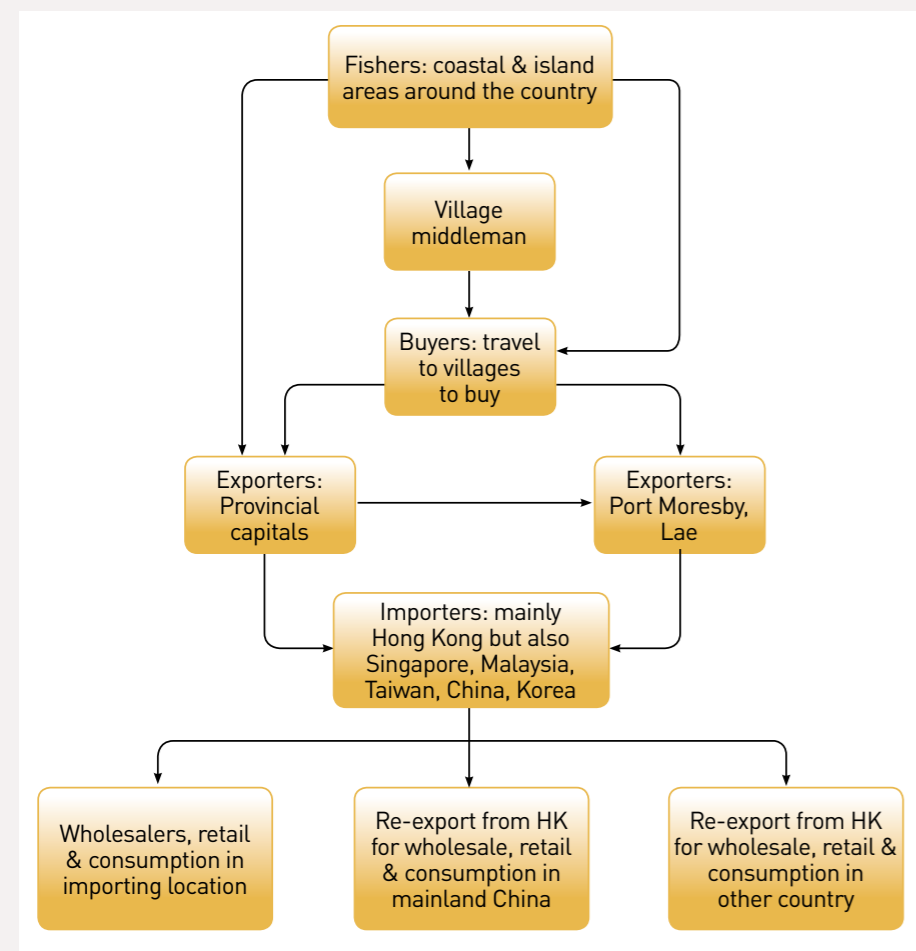 Fishers: coastal & island
areas around the country
Village
middleman
Buyers: travel
to villages
to buy
Exporters:
Provincial
capitals
Exporters:
Port Moresby,
Lae
Importers: mainly
Hong Kong but also
Singapore, Malaysia,
Taiwan, China, Korea
Wholesalers, retail
& consumption in
importing location
Re-export from HK
for wholesale, retail
& consumption in
mainland China
Re-export from HK
for wholesale, retail &
consumption in
other country